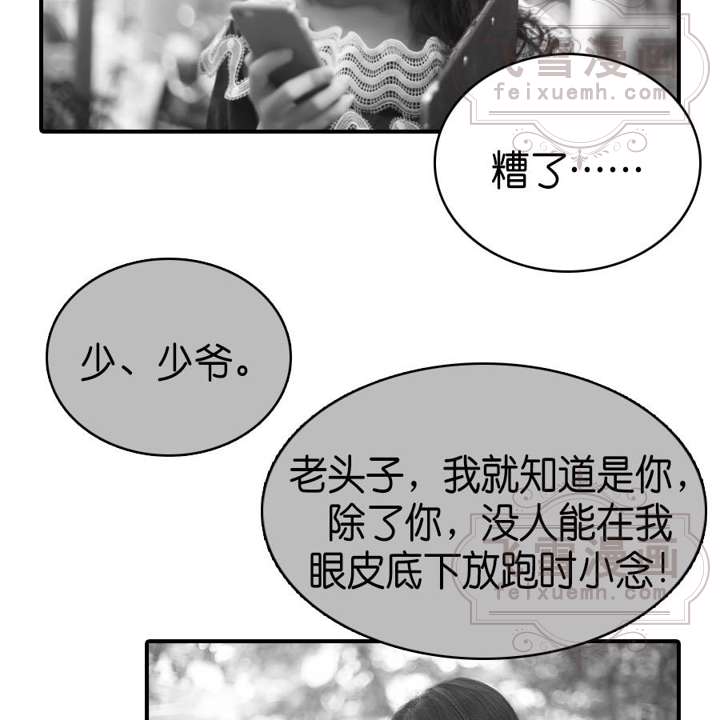 飞雪漫画
feixuemh.com
糟了……
少、少爷。
老头子，我就知道是你，
除了你，没人能在我
眼皮底下放跑时小念！
飞雪漫画
feixuemh.com